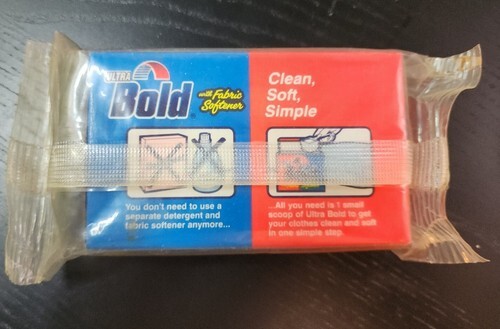 ULTRA
Bold
with Fabric
Softener
You don't need to use a
separate detergent and
fabric softener anymore...
Clean,
Soft,
Simple
...All you need is 1 small
scoop of Ultra Bold to get
your clothes clean and soft
in one simple step.